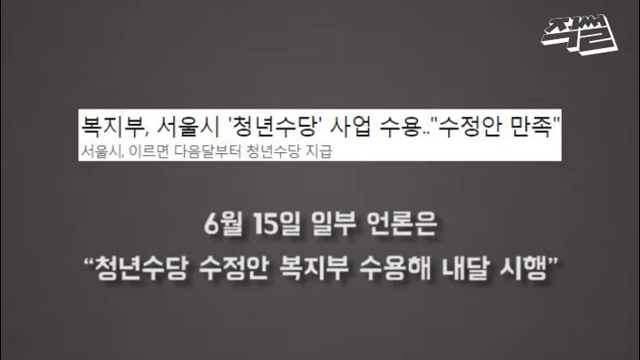 직썰
복지부, 서울시 '청년수당' 사업 수용.."수정안 만족"
서울시, 이르면 다음달부터 청년수당 지급
6월 15일 일부 언론은
“청년수당 수정안 복지부 수용해 내달 시행”